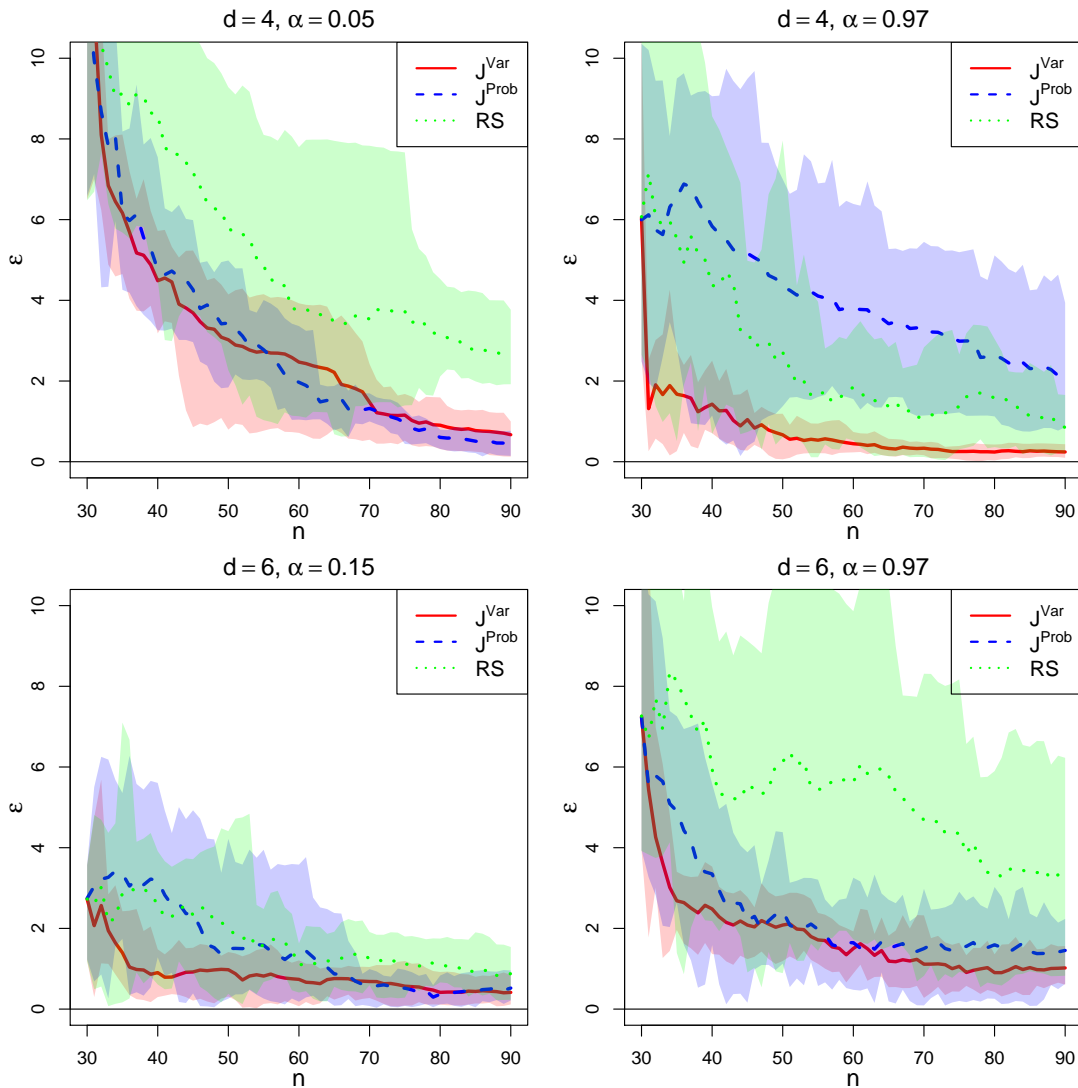 d = 4, α = 0.05
ε
10
8
6
4
2
0
30 40 50 60 70 80 90
n
J^Var
J^Prob
RS
d = 4, α = 0.97
ε
10
8
6
4
2
0
30 40 50 60 70 80 90
n
J^Var
J^Prob
RS
d = 6, α = 0.15
ε
10
8
6
4
2
0
30 40 50 60 70 80 90
n
J^Var
J^Prob
RS
d = 6, α = 0.97
ε
10
8
6
4
2
0
30 40 50 60 70 80 90
n
J^Var
J^Prob
RS